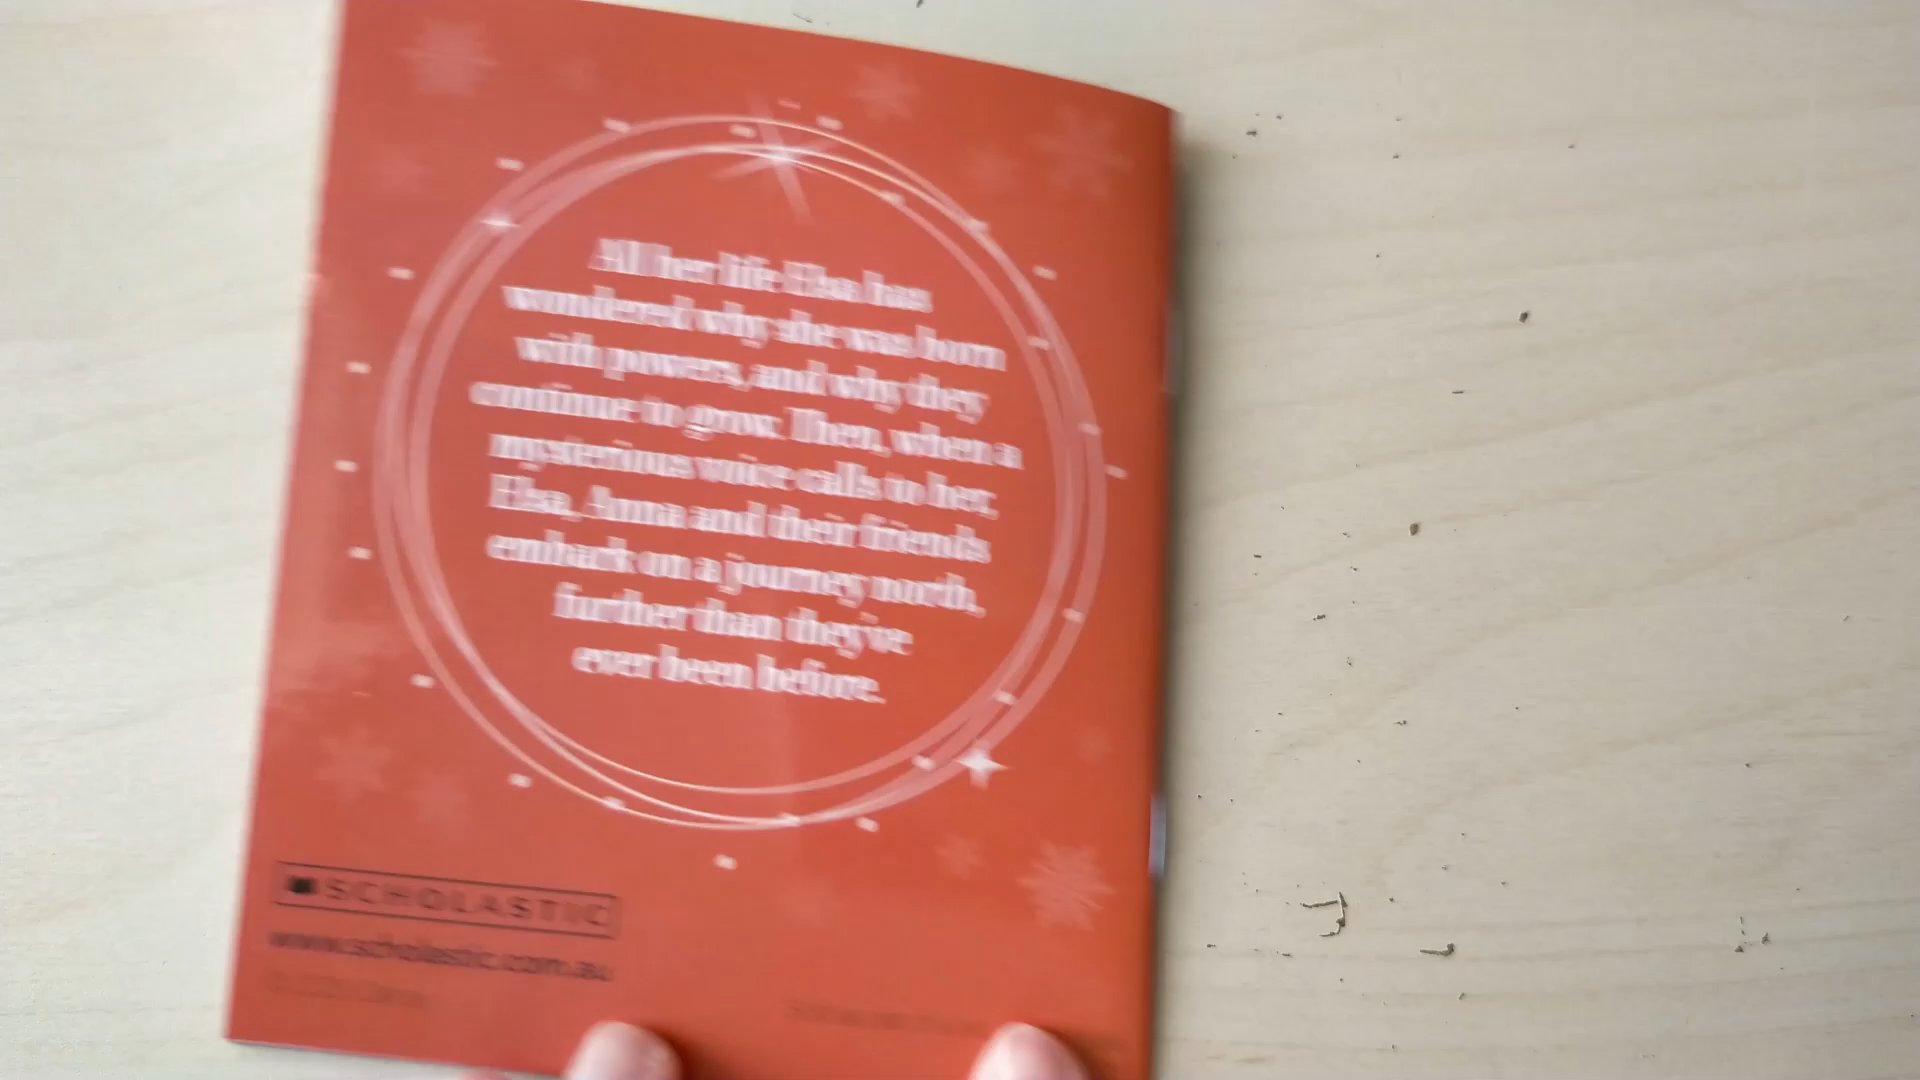 All her life Elsa has
wondered why she was born
with powers, and why they
continue to grow. Then, when a
mysterious voice calls to her,
Elsa, Anna and their friends
embark on a journey north,
further than they've
ever been before.
SCHOLASTIC
www.scholastic.com.au